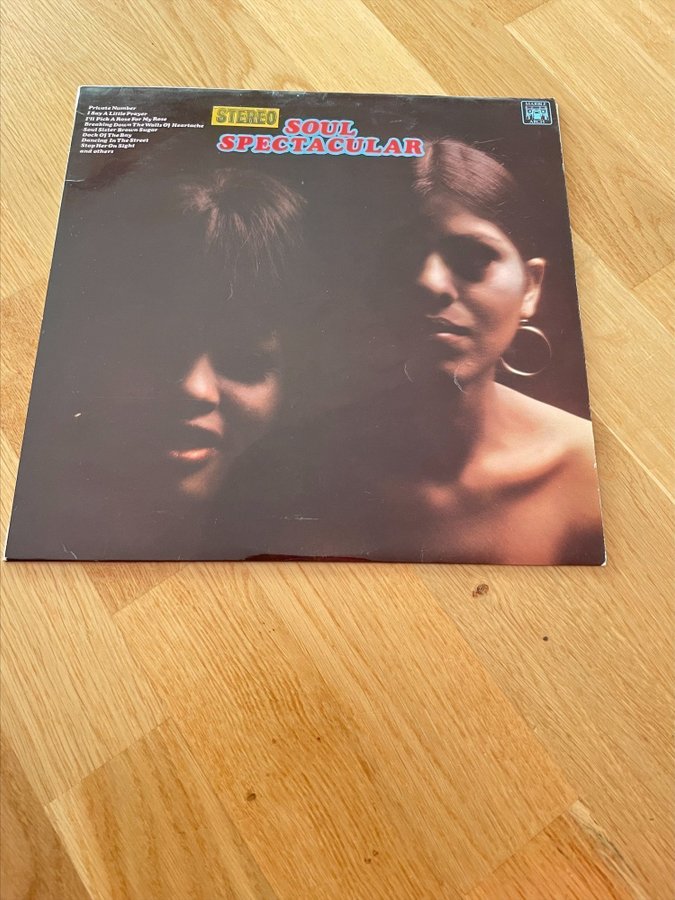 Private Number
I Say A Little Prayer
I'll Pick A Rose For My Rose
Breaking Down The Walls Of Heartache
Soul Sister Brown Sugar
Dock Of The Bay
Dancing In The Street
Stop Her On Sight
and others
STEREO
SOUL
SPECTACULAR
MARBLE
ARCH